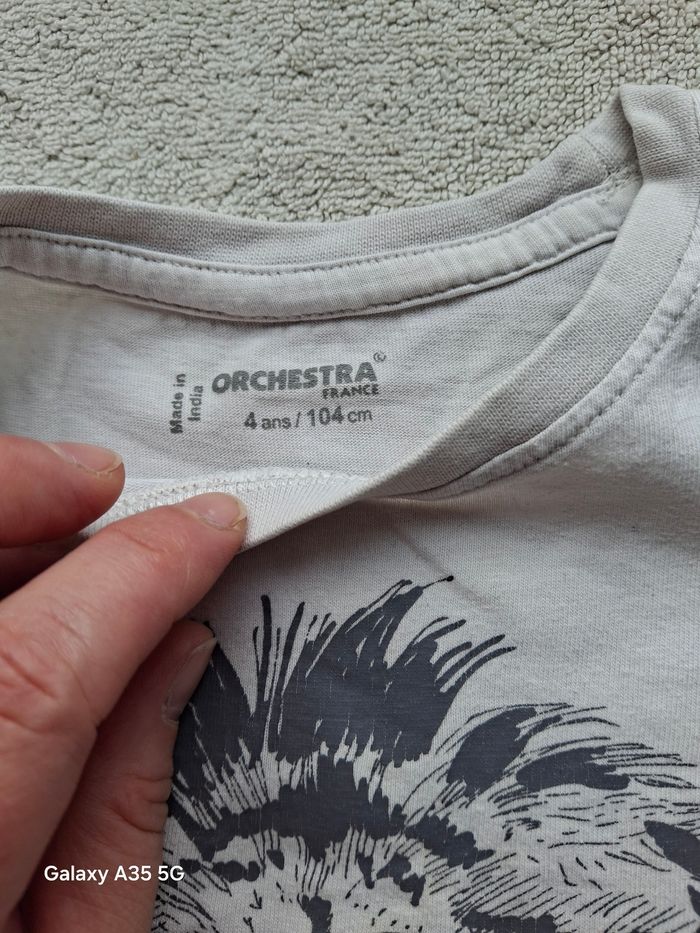 Made in
India
ORCHESTRA®
FRANCE
4 ans / 104 cm
Galaxy A35 5G